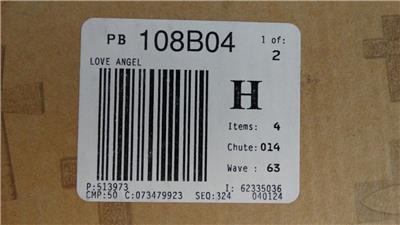 PB 108B04 1 of:
2
LOVE ANGEL
H
Items: 4
Chute: 014
Wave : 63
P:513973 I: 62335036
CMP:50 C:073479923 SEQ:324 040124